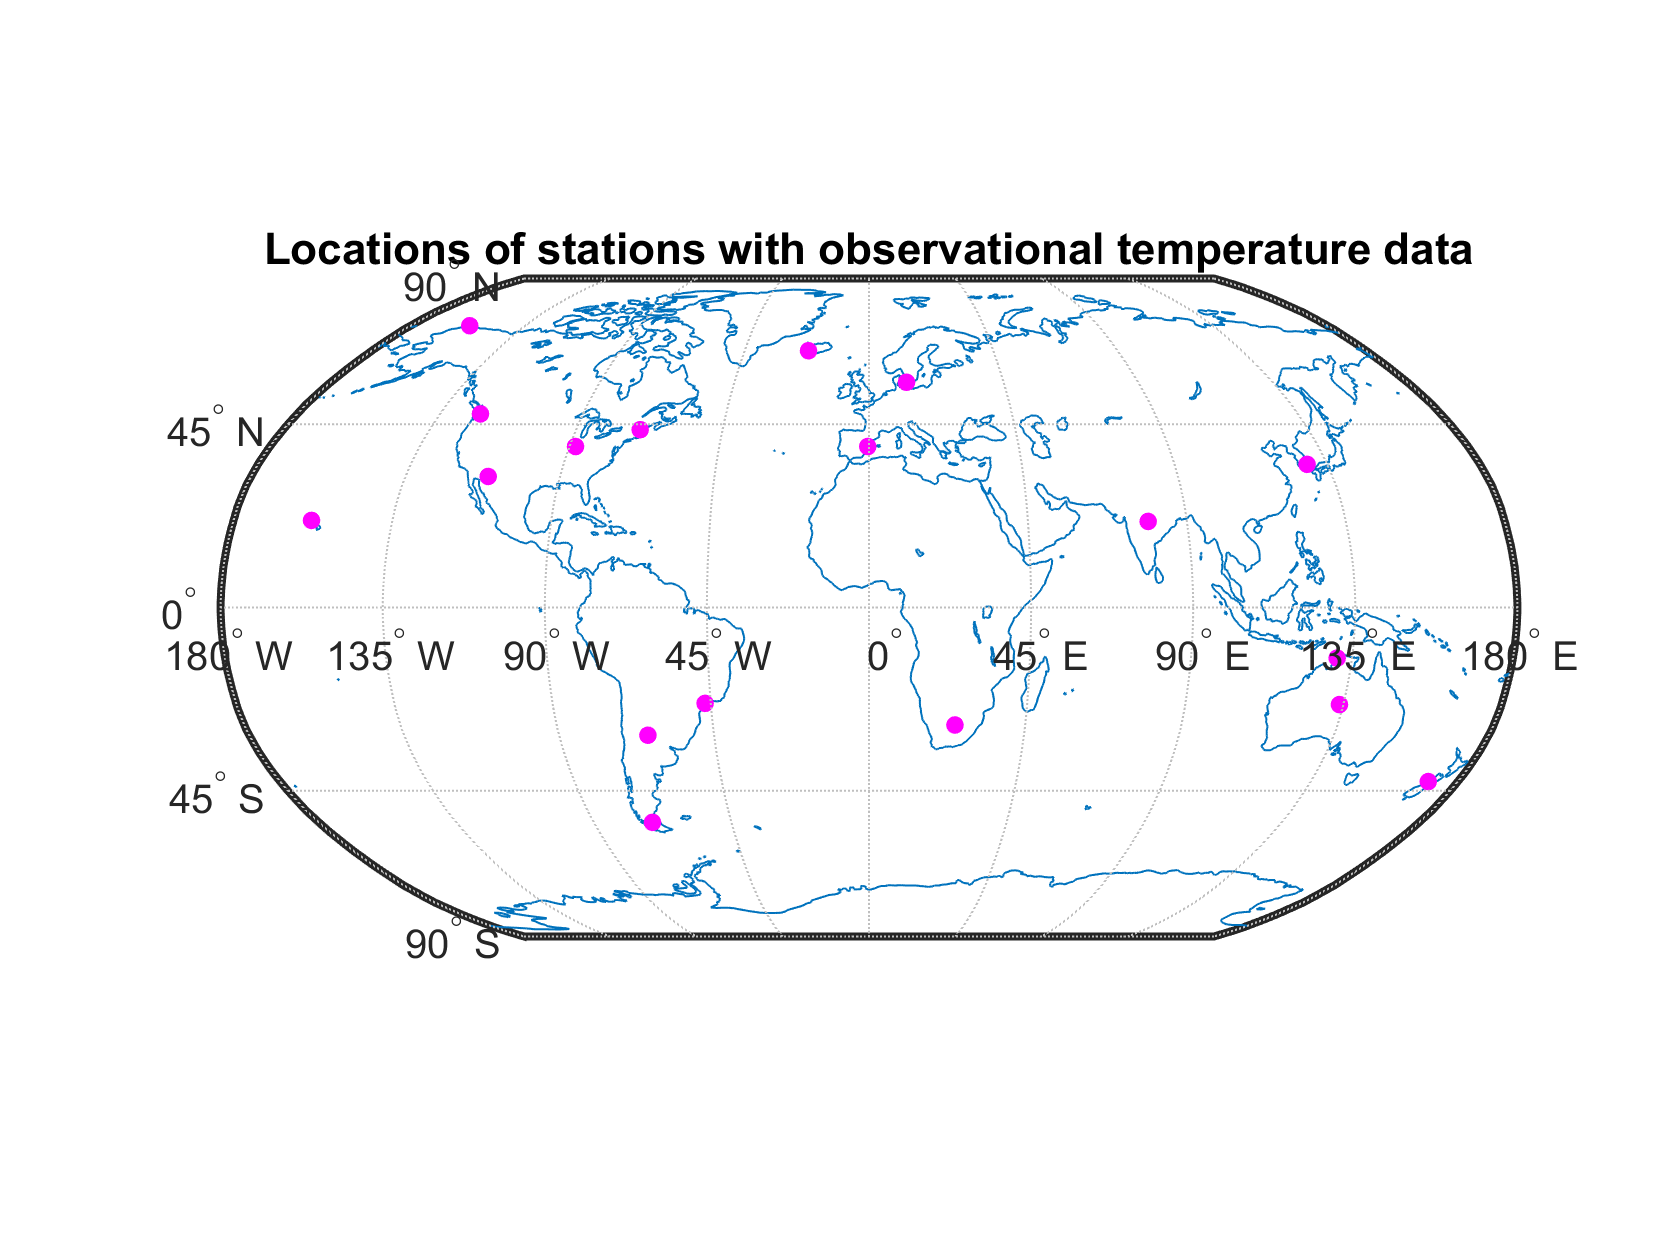 Locations of stations with observational temperature data
90° N
45° N
0°
180° W 135° W 90° W 45° W 0° 45° E 90° E 135° E 180° E
45° S
90° S